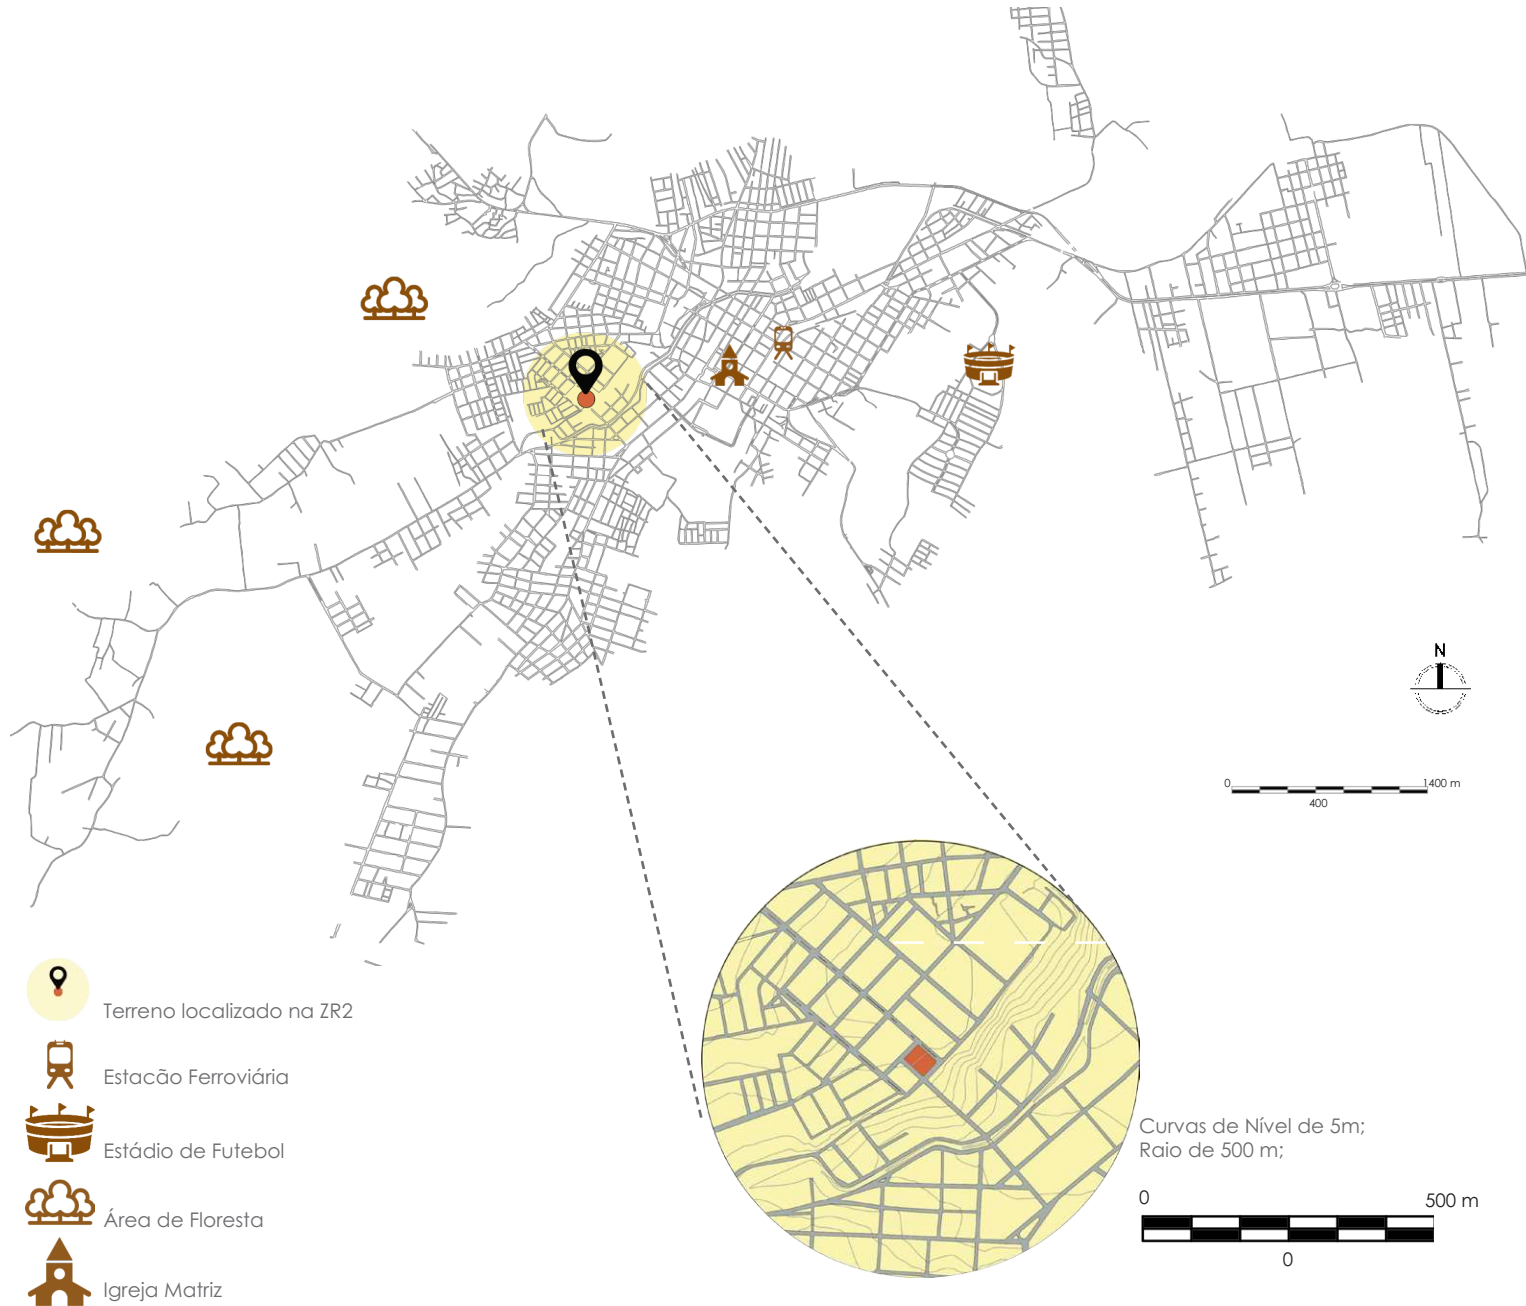 N
0
1400 m
400
Terreno localizado na ZR2
Estacão Ferroviária
Estádio de Futebol
Área de Floresta
Igreja Matriz
Curvas de Nível de 5m;
Raio de 500 m;
0
500 m
0